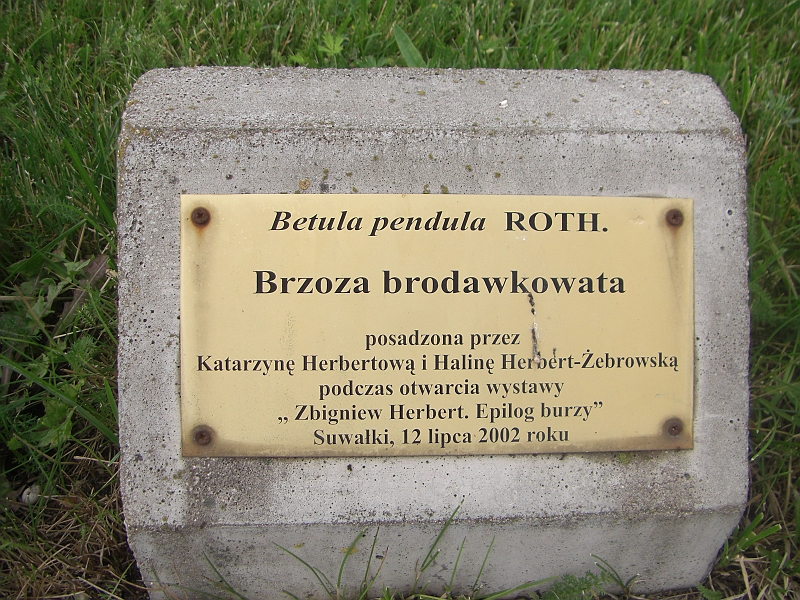 Betula pendula ROTH.
Brzoza brodawkowata
posadzona przez
Katarzynę Herbertową i Halinę Herbert-Żebrowską
podczas otwarcia wystawy
„ Zbigniew Herbert. Epilog burzy”
Suwałki, 12 lipca 2002 roku